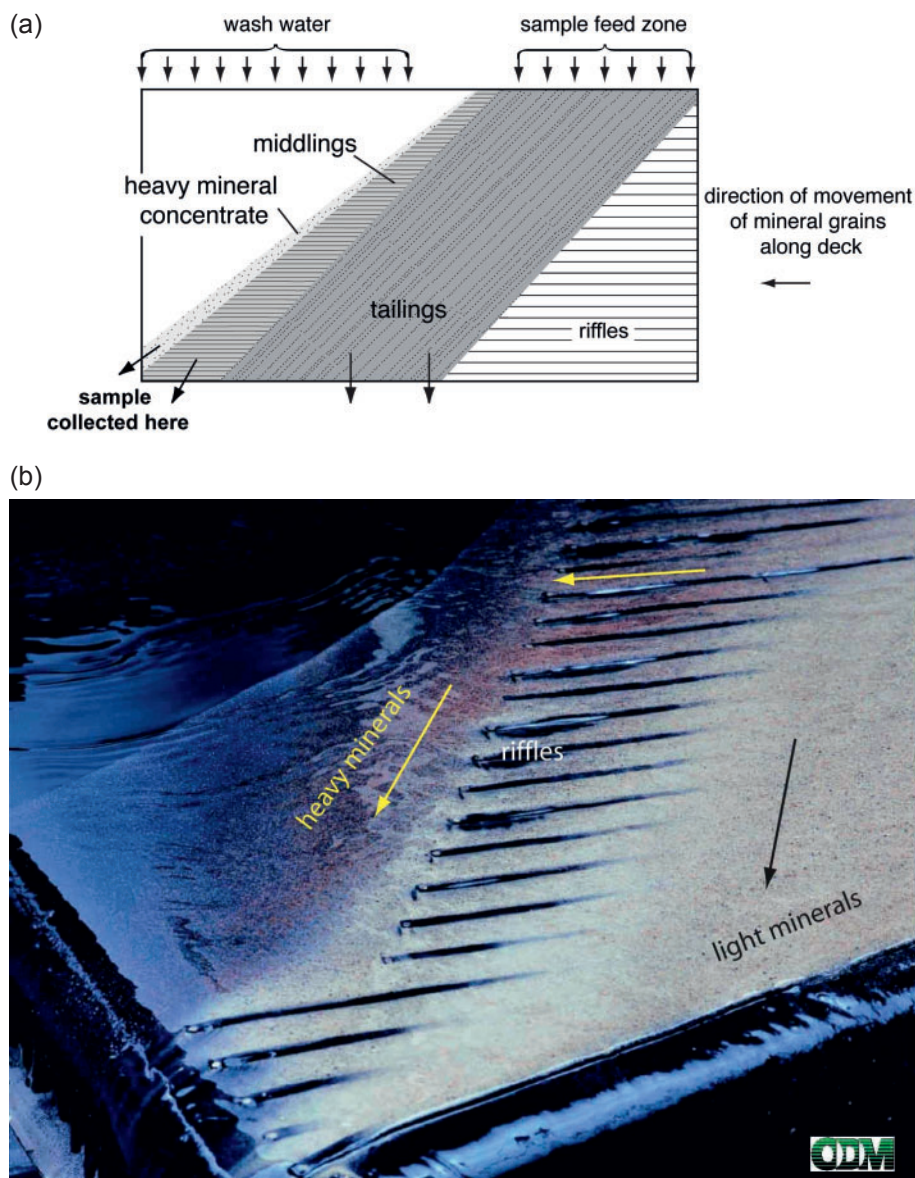 (a)
wash water
sample feed zone
middlings
heavy mineral
concentrate
direction of movement
of mineral grains
along deck
tailings
riffles
sample
collected here
(b)
heavy minerals
riffles
light minerals
ODM